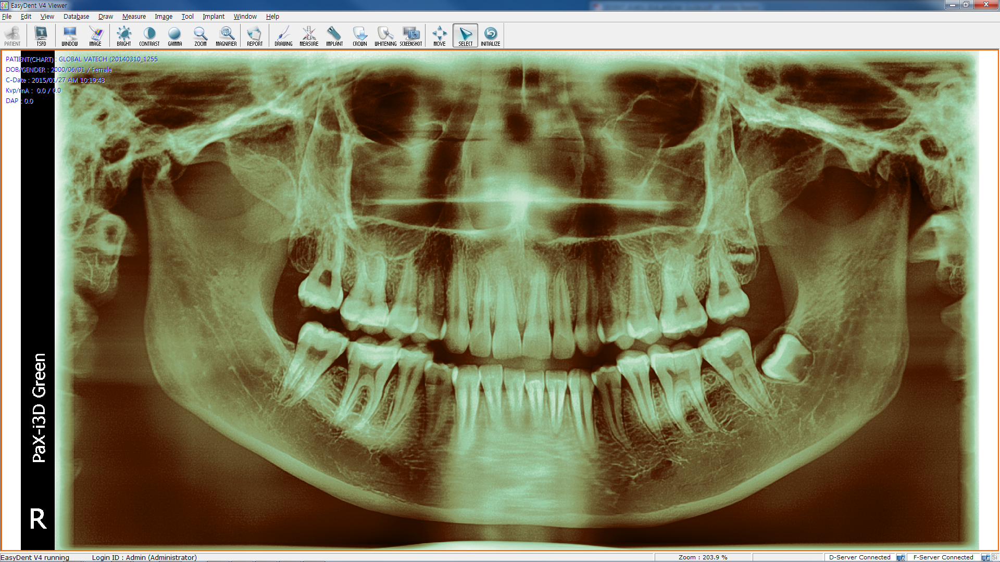 EasyDent V4 Viewer
File Edit View Database Draw Measure Image Tool Implant Window Help
PATIENT TSFD WINDOW IMAGE BRIGHT CONTRAST GAMMA ZOOM MAGNIFIER REPORT DRAWING MEASURE IMPLANT CROWN WHITENING SCREENSHOT MOVE SELECT INITIALIZE
PATIENT(CHART) : GLOBAL VATECH (20140310_1255
DOB/GENDER : 2000/06/01 / Female
C-Date : 2015/01/27 AM 10:19:43
Kvp/mA : 0.0 / 0.0
DAP : 0.0
PaX-i3D Green
R
EasyDent V4 running Login ID : Admin (Administrator) Zoom : 203.9 % D-Server Connected F-Server Connected Si